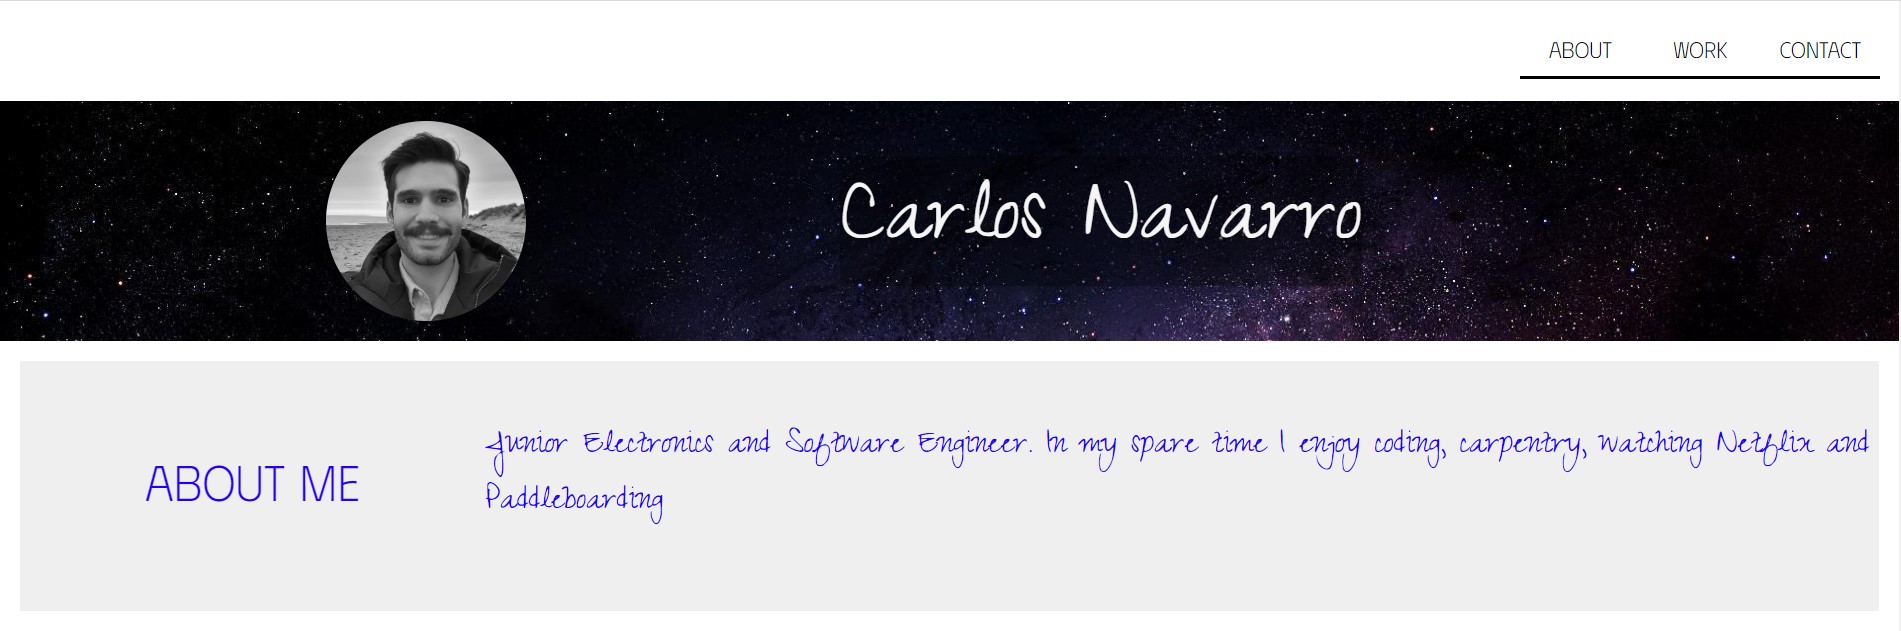 ABOUT WORK CONTACT
Carlos Navarro
ABOUT ME
Junior Electronics and Software Engineer. In my spare time I enjoy coding, carpentry, watching Netflix and
Paddleboarding